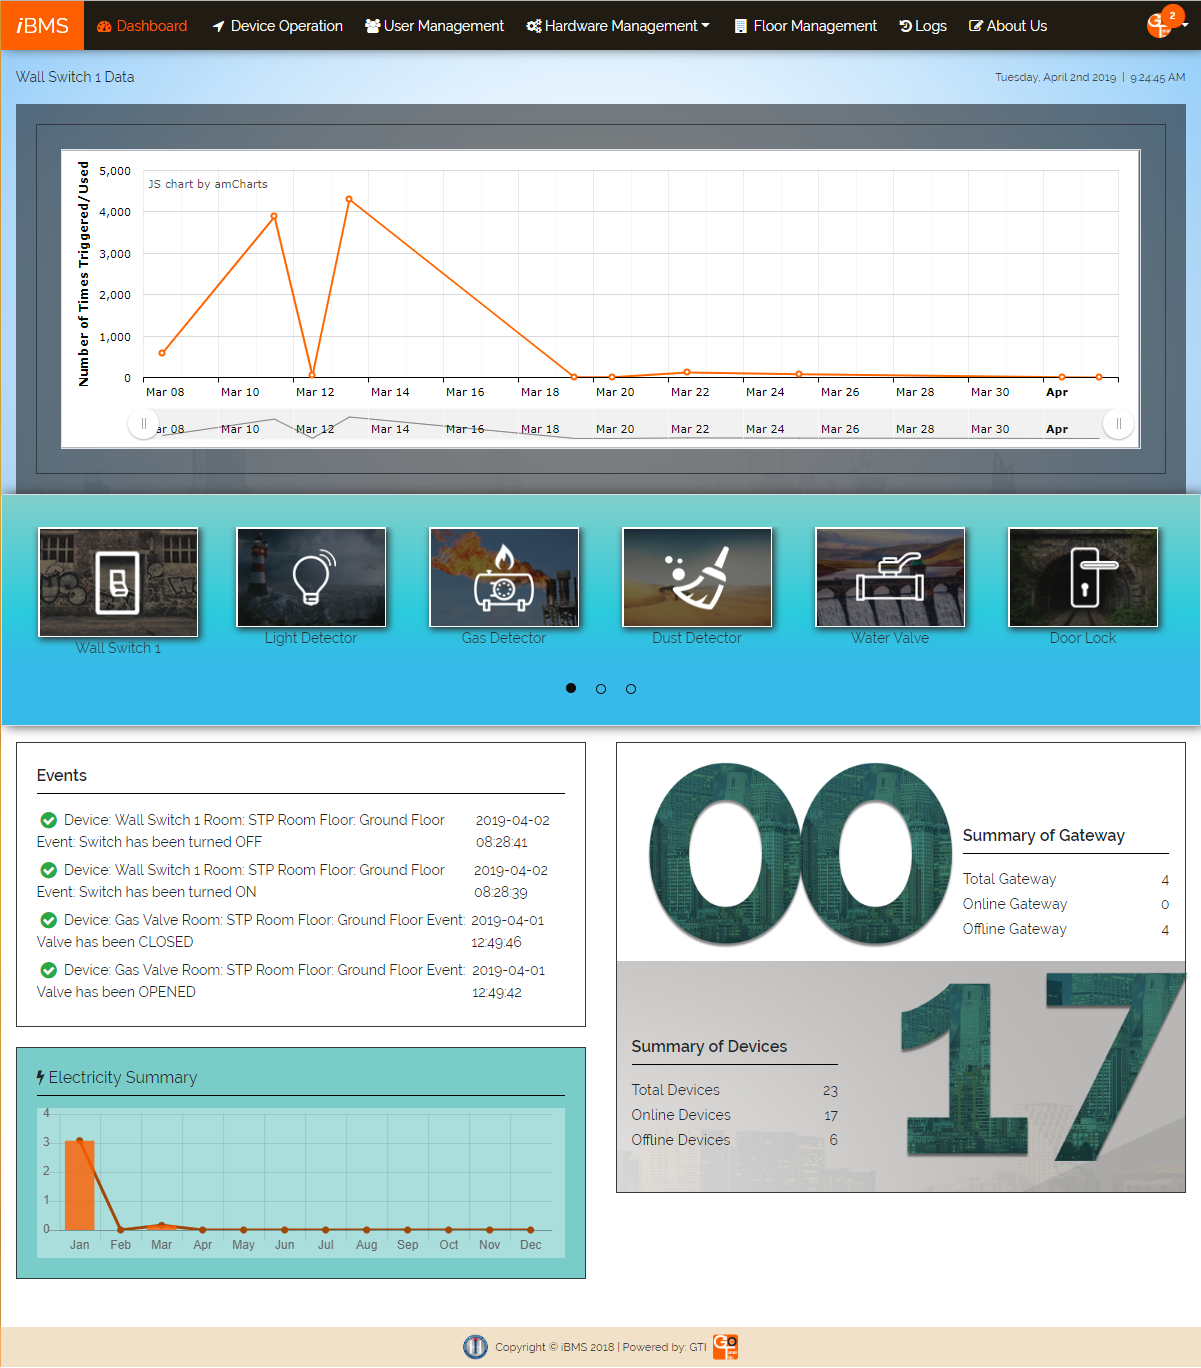 iBMS Dashboard Device Operation User Management Hardware Management Floor Management Logs About Us 2
Wall Switch 1 Data Tuesday, April 2nd 2019 | 9:24:45 AM
Number of Times Triggered/Used
JS chart by amCharts
5,000
4,000
3,000
2,000
1,000
0
Mar 08 Mar 10 Mar 12 Mar 14 Mar 16 Mar 18 Mar 20 Mar 22 Mar 24 Mar 26 Mar 28 Mar 30 Apr
ar 08 Mar 10 Mar 12 Mar 14 Mar 16 Mar 18 Mar 20 Mar 22 Mar 24 Mar 26 Mar 28 Mar 30 Apr
Wall Switch 1 Light Detector Gas Detector Dust Detector Water Valve Door Lock
Events
Device: Wall Switch 1 Room: STP Room Floor: Ground Floor 2019-04-02
Event: Switch has been turned OFF 08:28:41
Device: Wall Switch 1 Room: STP Room Floor: Ground Floor 2019-04-02
Event: Switch has been turned ON 08:28:39
Device: Gas Valve Room: STP Room Floor: Ground Floor Event: 2019-04-01
Valve has been CLOSED 12:49:46
Device: Gas Valve Room: STP Room Floor: Ground Floor Event: 2019-04-01
Valve has been OPENED 12:49:42
00
Summary of Gateway
Total Gateway 4
Online Gateway 0
Offline Gateway 4
Summary of Devices
Total Devices 23
Online Devices 17
Offline Devices 6
17
Electricity Summary
4
3
2
1
0
Jan Feb Mar Apr May Jun Jul Aug Sep Oct Nov Dec
Copyright © iBMS 2018 | Powered by: GTI